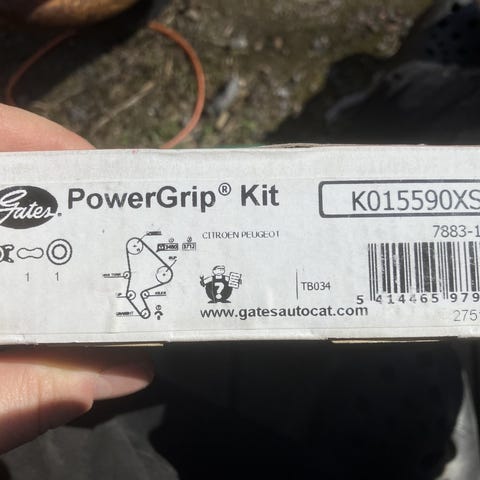 Gates®
PowerGrip® Kit
K015590XS
CITROEN PEUGEOT
7883-1
1 1
TB034
5 414465 979
www.gatesautocat.com
275